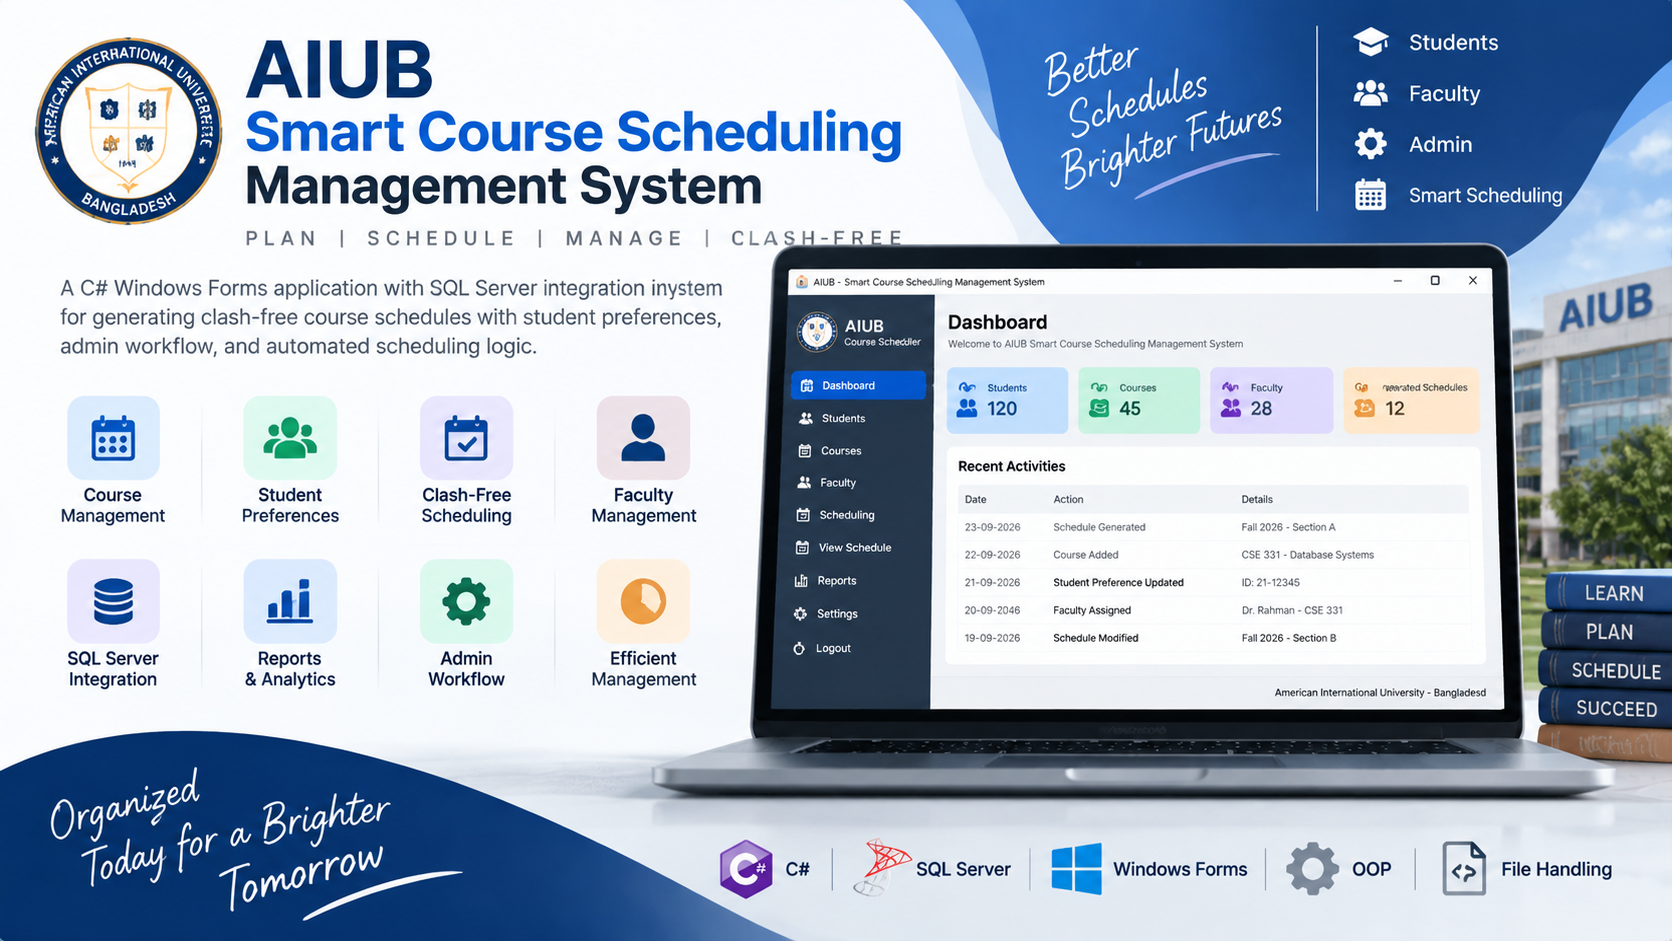 AIUB
Smart Course Scheduling
Management System
PLAN | SCHEDULE | MANAGE | CLASH-FREE
A C# Windows Forms application with SQL Server integration inystem
for generating clash-free course schedules with student preferences,
admin workflow, and automated scheduling logic.
Course
Management
Student
Preferences
Clash-Free
Scheduling
Faculty
Management
SQL Server
Integration
Reports
& Analytics
Admin
Workflow
Efficient
Management
Organized
Today for a Brighter
Tomorrow
Better
Schedules
Brighter Futures
Students
Faculty
Admin
Smart Scheduling
AMERICAN INTERNATIONAL
BANGLADESH
AIUB - Smart Course Scheduling Management System
AIUB
Course Scheduler
Dashboard
Students
Courses
Faculty
Scheduling
View Schedule
Reports
Settings
Logout
Dashboard
Welcome to AIUB Smart Course Scheduling Management System
Students
120
Courses
45
Faculty
28
Schedules
12
Recent Activities
Date Action Details
23-09-2026 Schedule Generated Fall 2026 - Section A
22-09-2026 Course Added CSE 331 - Database Systems
21-09-2026 Student Preference Updated ID: 21-12345
20-09-2046 Faculty Assigned Dr. Rahman - CSE 331
19-09-2026 Schedule Modified Fall 2026 - Section B
American International University - Bangladesd
AIUB
LEARN
PLAN
SCHEDULE
SUCCEED
C#
SQL Server
Windows Forms
OOP
File Handling